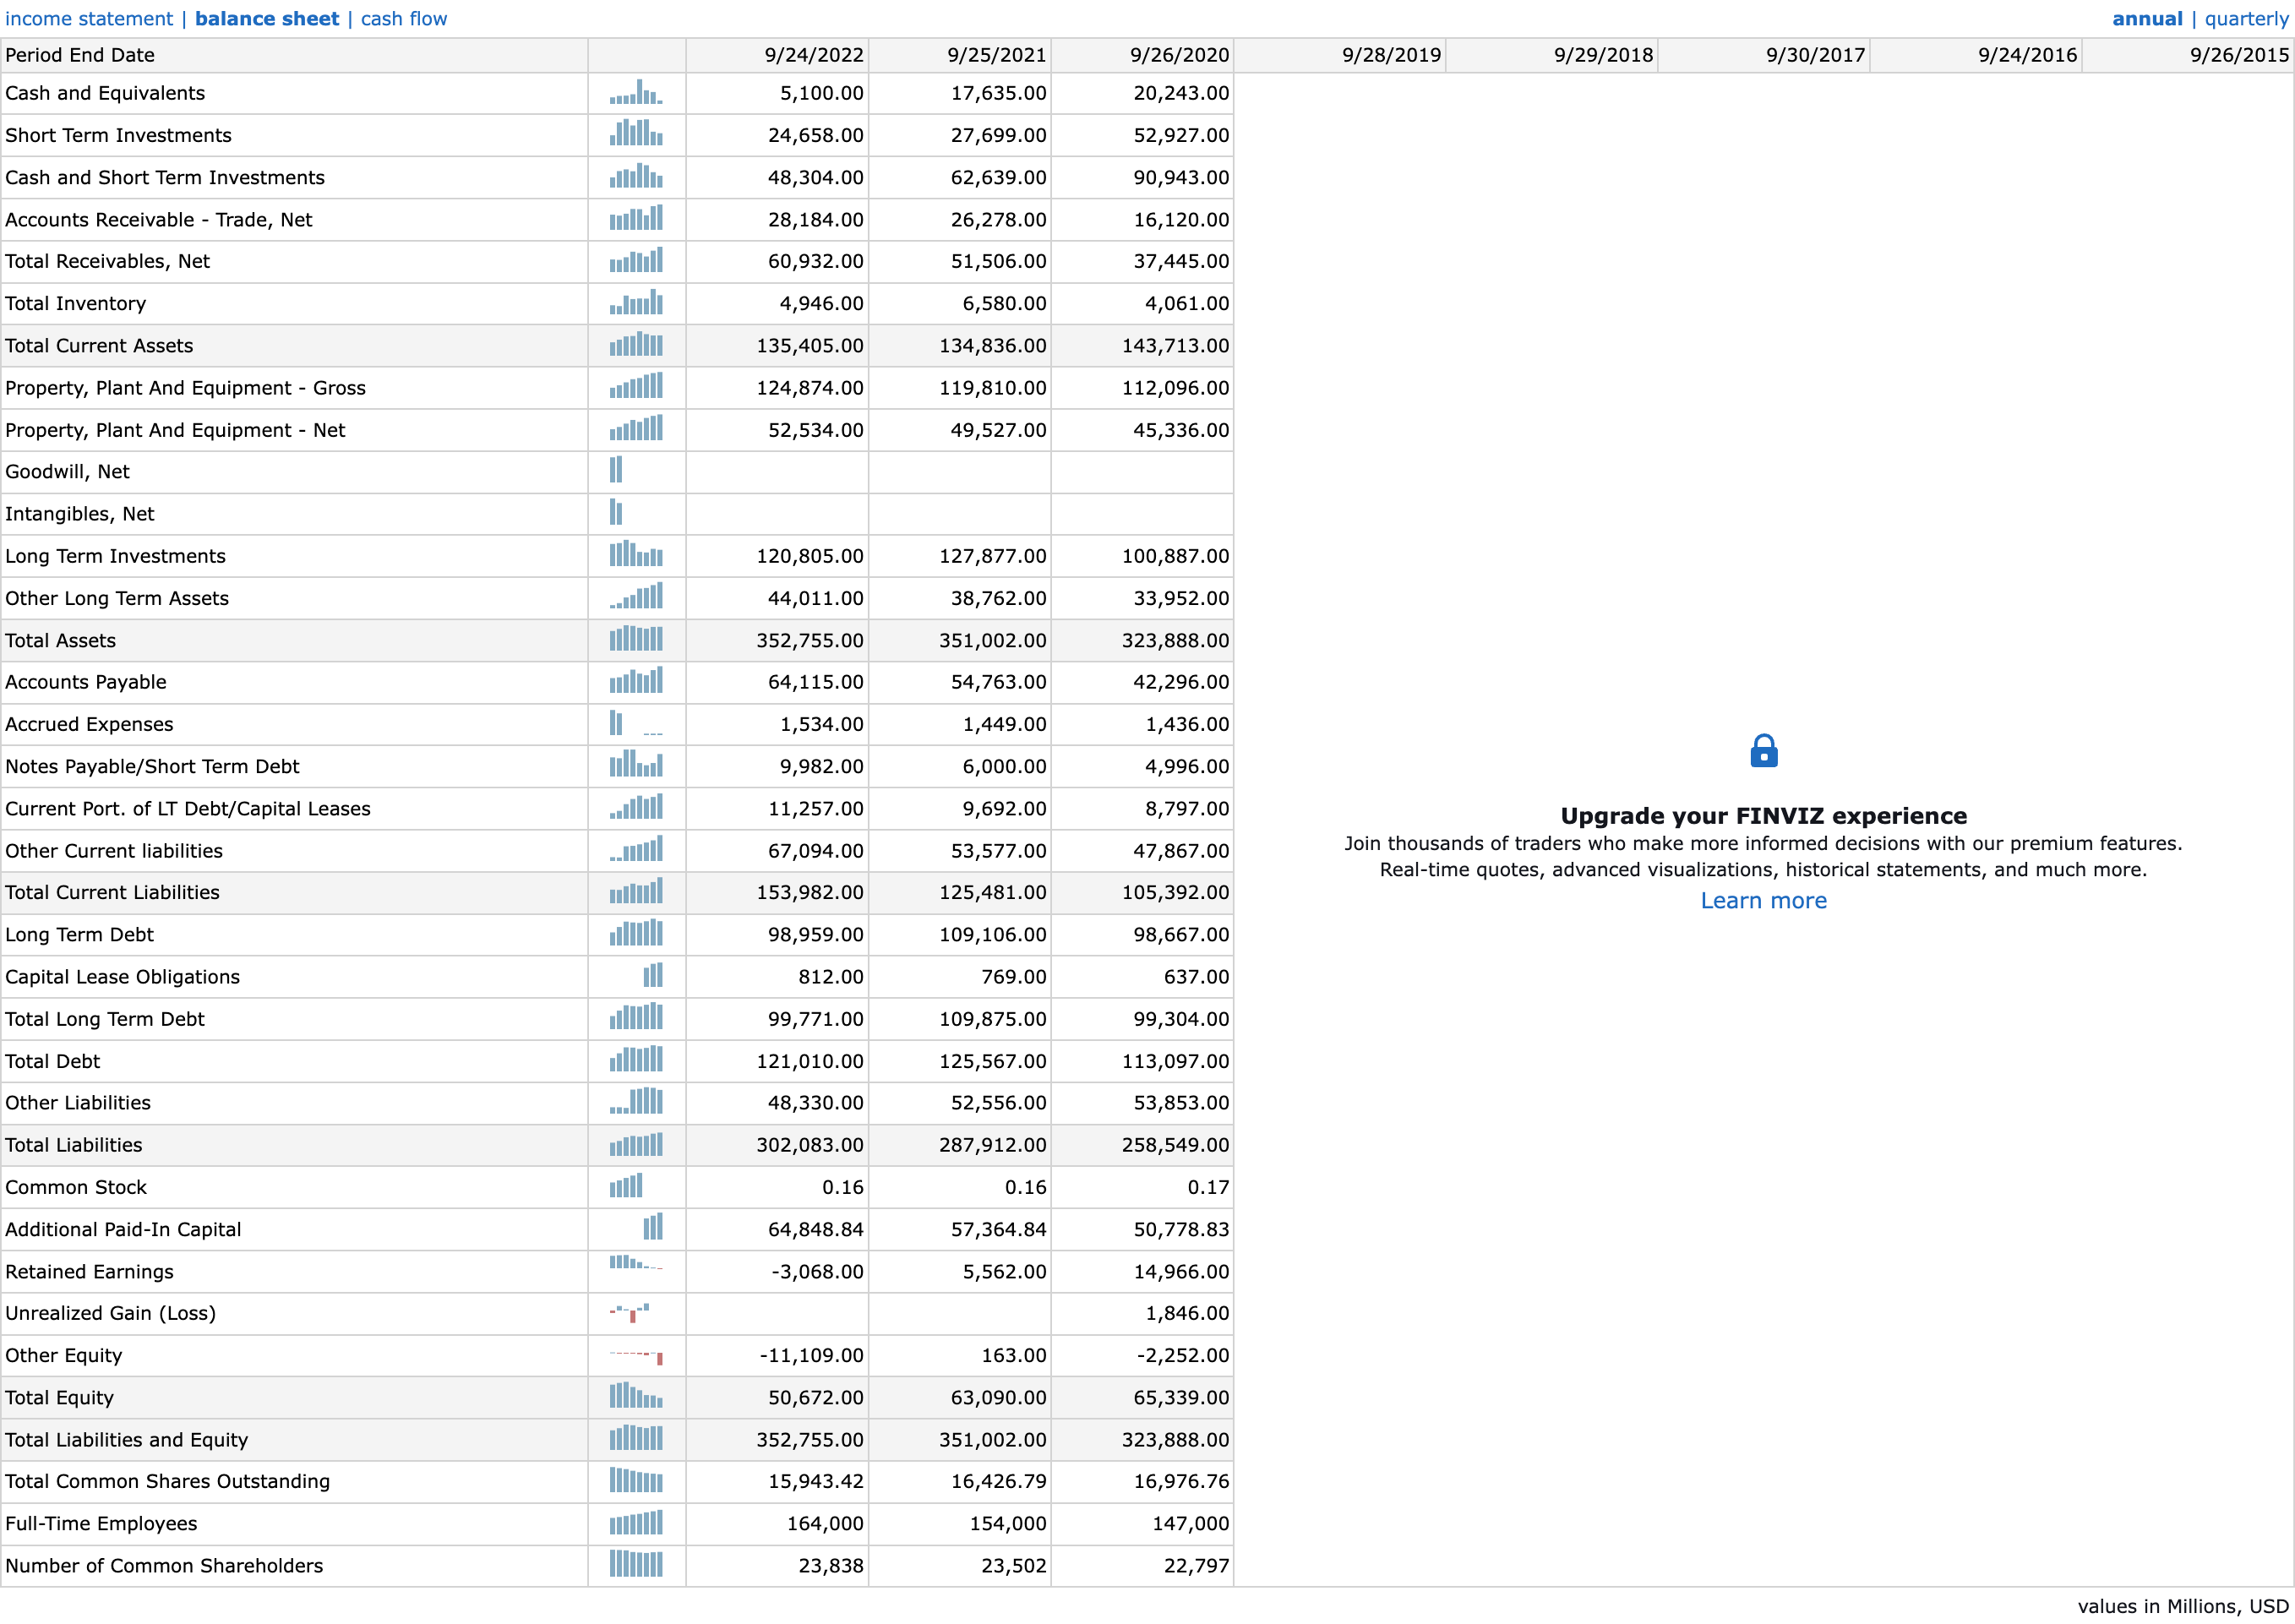 income statement | balance sheet | cash flow annual | quarterly
Period End Date 9/24/2022 9/25/2021 9/26/2020 9/28/2019 9/29/2018 9/30/2017 9/24/2016 9/26/2015
Cash and Equivalents 5,100.00 17,635.00 20,243.00
Short Term Investments 24,658.00 27,699.00 52,927.00
Cash and Short Term Investments 48,304.00 62,639.00 90,943.00
Accounts Receivable - Trade, Net 28,184.00 26,278.00 16,120.00
Total Receivables, Net 60,932.00 51,506.00 37,445.00
Total Inventory 4,946.00 6,580.00 4,061.00
Total Current Assets 135,405.00 134,836.00 143,713.00
Property, Plant And Equipment - Gross 124,874.00 119,810.00 112,096.00
Property, Plant And Equipment - Net 52,534.00 49,527.00 45,336.00
Goodwill, Net
Intangibles, Net
Long Term Investments 120,805.00 127,877.00 100,887.00
Other Long Term Assets 44,011.00 38,762.00 33,952.00
Total Assets 352,755.00 351,002.00 323,888.00
Accounts Payable 64,115.00 54,763.00 42,296.00
Accrued Expenses 1,534.00 1,449.00 1,436.00
Notes Payable/Short Term Debt 9,982.00 6,000.00 4,996.00
Current Port. of LT Debt/Capital Leases 11,257.00 9,692.00 8,797.00
Other Current liabilities 67,094.00 53,577.00 47,867.00
Total Current Liabilities 153,982.00 125,481.00 105,392.00
Long Term Debt 98,959.00 109,106.00 98,667.00
Capital Lease Obligations 812.00 769.00 637.00
Total Long Term Debt 99,771.00 109,875.00 99,304.00
Total Debt 121,010.00 125,567.00 113,097.00
Other Liabilities 48,330.00 52,556.00 53,853.00
Total Liabilities 302,083.00 287,912.00 258,549.00
Common Stock 0.16 0.16 0.17
Additional Paid-In Capital 64,848.84 57,364.84 50,778.83
Retained Earnings -3,068.00 5,562.00 14,966.00
Unrealized Gain (Loss) 1,846.00
Other Equity -11,109.00 163.00 -2,252.00
Total Equity 50,672.00 63,090.00 65,339.00
Total Liabilities and Equity 352,755.00 351,002.00 323,888.00
Total Common Shares Outstanding 15,943.42 16,426.79 16,976.76
Full-Time Employees 164,000 154,000 147,000
Number of Common Shareholders 23,838 23,502 22,797
Upgrade your FINVIZ experience
Join thousands of traders who make more informed decisions with our premium features.
Real-time quotes, advanced visualizations, historical statements, and much more.
Learn more
values in Millions, USD